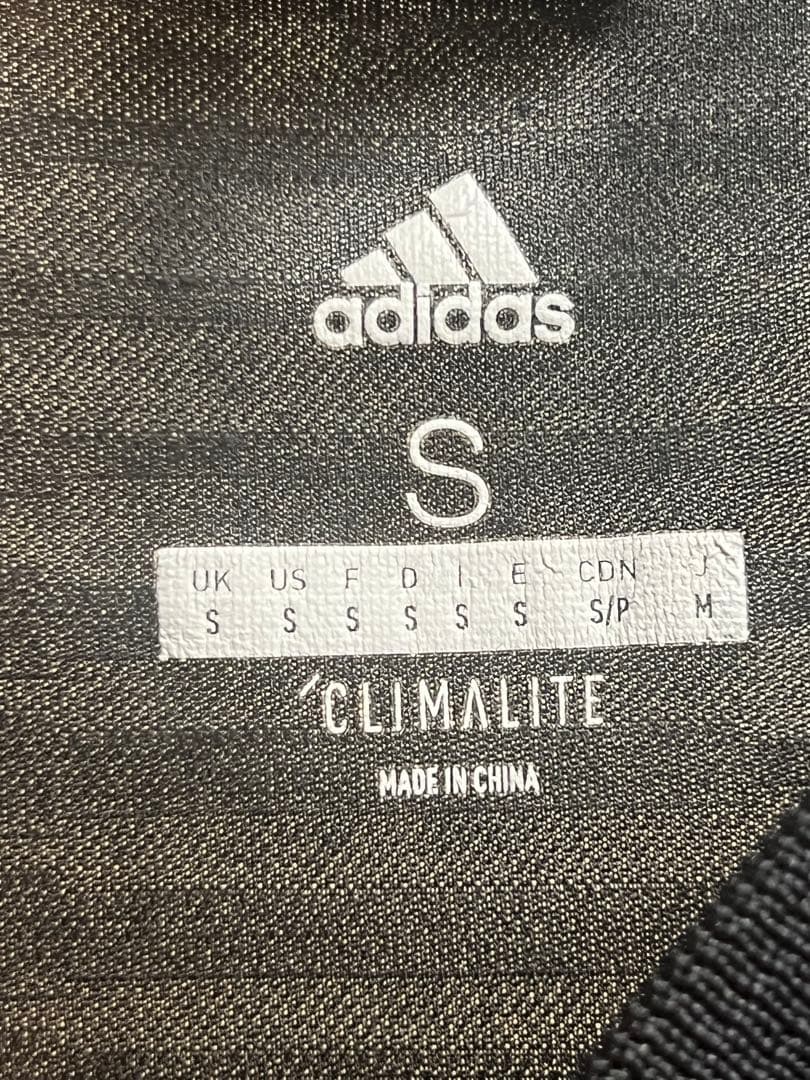 adidas
S
UK US F D I E CDN J
S S S S S S S/P M
CLIMALITE
MADE IN CHINA